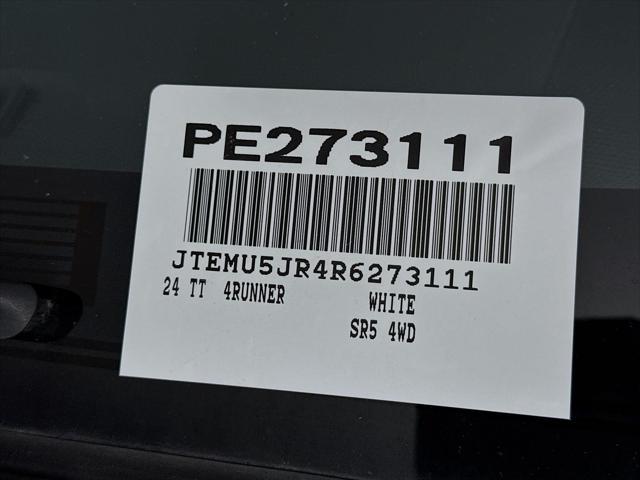 PE273111
JTEMU5JR4R6273111
24 TT 4RUNNER WHITE
SR5 4WD